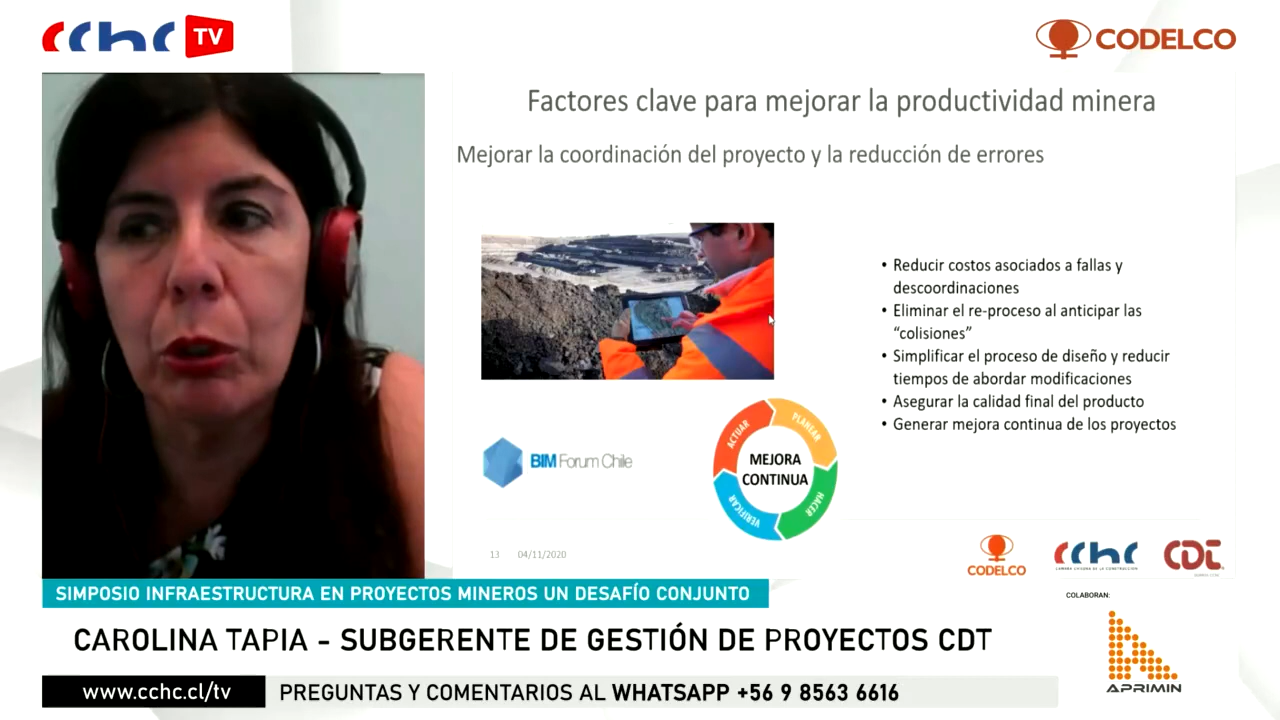 cchc TV
CODELCO
Factores clave para mejorar la productividad minera
Mejorar la coordinación del proyecto y la reducción de errores
• Reducir costos asociados a fallas y
descoordinaciones
• Eliminar el re-proceso al anticipar las
“colisiones”
• Simplificar el proceso de diseño y reducir
tiempos de abordar modificaciones
• Asegurar la calidad final del producto
• Generar mejora continua de los proyectos
BIM Forum Chile
ACTUAR
PLANEAR
MEJORA
CONTINUA
VERIFICAR
HACER
13 04/11/2020
CODELCO
cchc
CÁMARA CHILENA DE LA CONSTRUCCIÓN
CDT
SIMPOSIO INFRAESTRUCTURA EN PROYECTOS MINEROS UN DESAFÍO CONJUNTO
COLABORAN:
CAROLINA TAPIA - SUBGERENTE DE GESTIÓN DE PROYECTOS CDT
APRIMIN
www.cchc.cl/tv
PREGUNTAS Y COMENTARIOS AL WHATSAPP +56 9 8563 6616